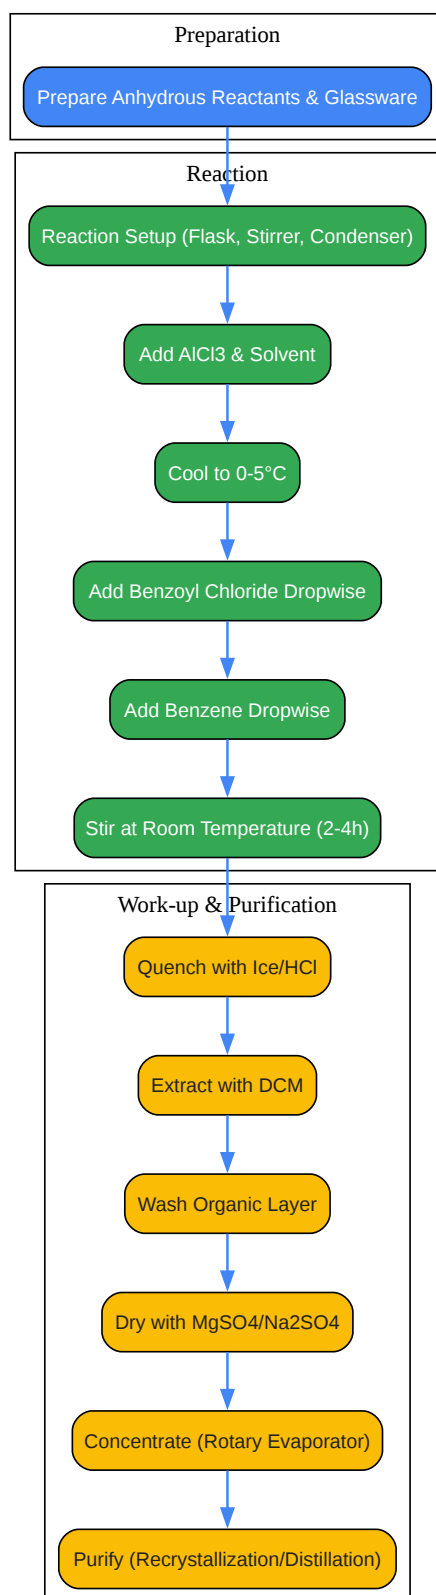 Preparation
Prepare Anhydrous Reactants & Glassware
Reaction
Reaction Setup (Flask, Stirrer, Condenser)
Add AlCl3 & Solvent
Cool to 0-5°C
Add Benzoyl Chloride Dropwise
Add Benzene Dropwise
Stir at Room Temperature (2-4h)
Work-up & Purification
Quench with Ice/HCl
Extract with DCM
Wash Organic Layer
Dry with MgSO4/Na2SO4
Concentrate (Rotary Evaporator)
Purify (Recrystallization/Distillation)